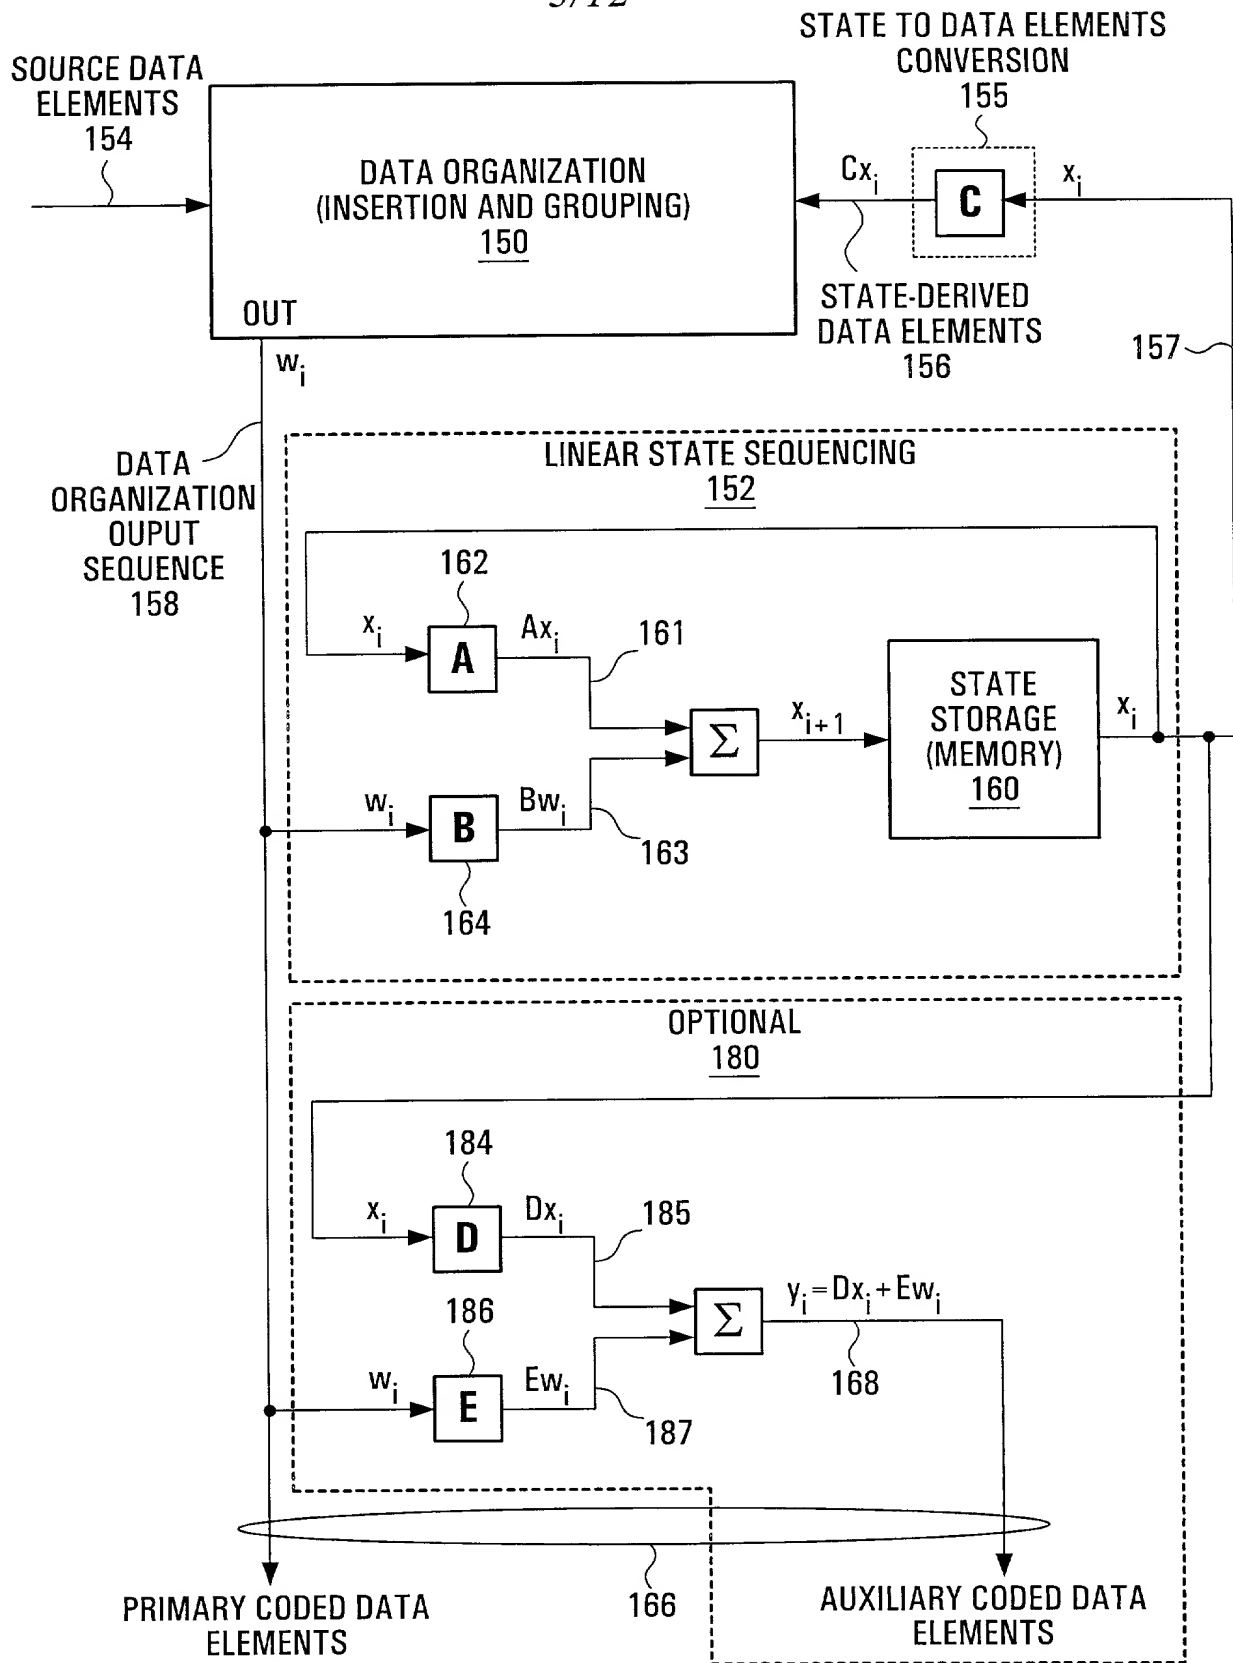 3/12
STATE TO DATA ELEMENTS
CONVERSION
155
SOURCE DATA
ELEMENTS
154
DATA ORGANIZATION
(INSERTION AND GROUPING)
150
OUT
Cx_i
C
x_i
STATE-DERIVED
DATA ELEMENTS
156
157
w_i
DATA
ORGANIZATION
OUPUT
SEQUENCE
158
LINEAR STATE SEQUENCING
152
162
x_i
A
Ax_i
161
Σ
x_{i+1}
STATE
STORAGE
(MEMORY)
160
x_i
w_i
B
Bw_i
163
164
OPTIONAL
180
184
x_i
D
Dx_i
185
186
Σ
y_i=Dx_i+Ew_i
168
w_i
E
Ew_i
187
166
PRIMARY CODED DATA
ELEMENTS
AUXILIARY CODED DATA
ELEMENTS